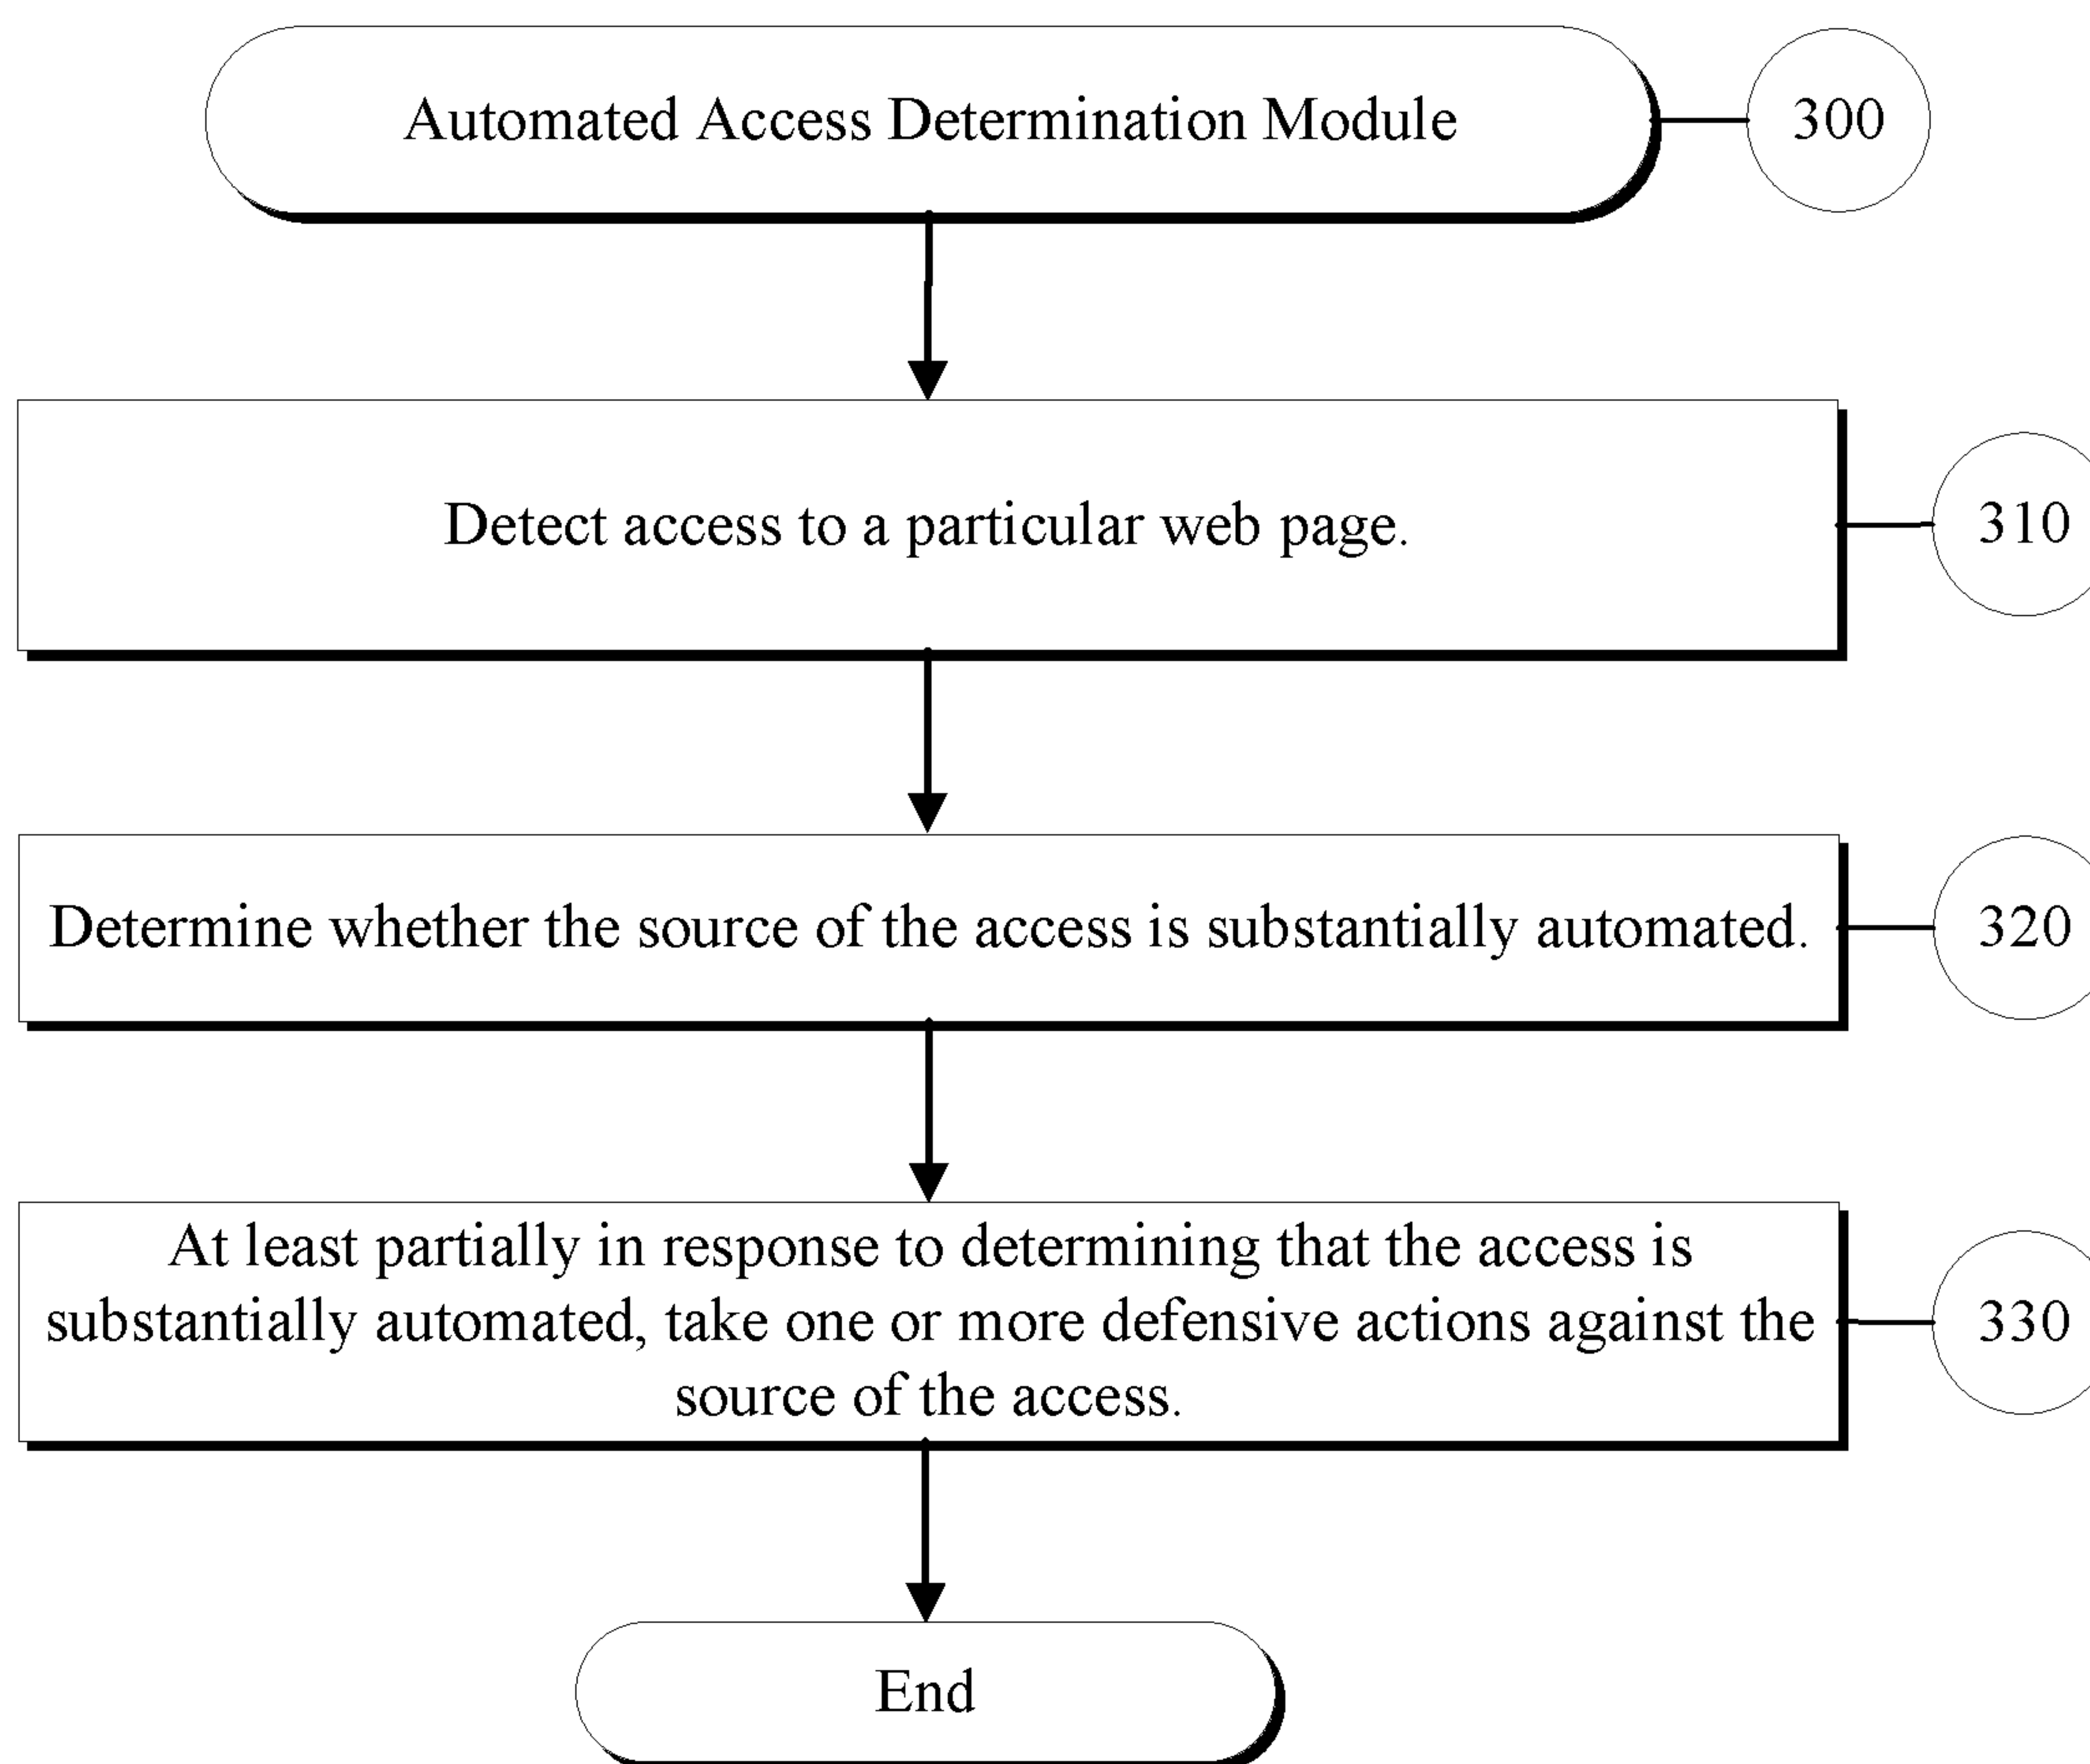 Automated Access Determination Module
300
Detect access to a particular web page.
310
Determine whether the source of the access is substantially automated.
320
At least partially in response to determining that the access is
substantially automated, take one or more defensive actions against the
source of the access.
330
End